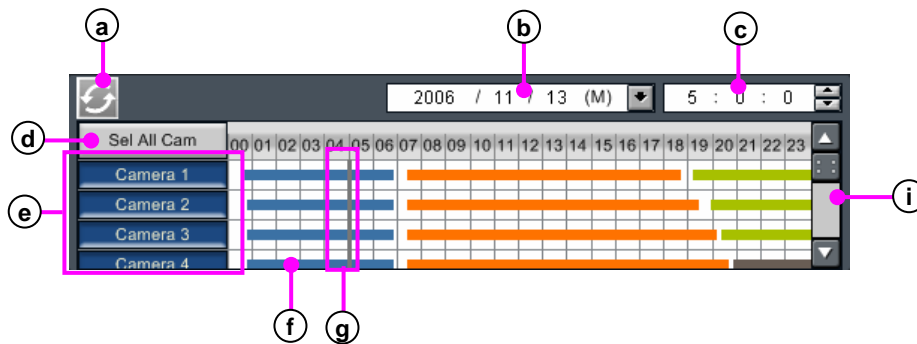 a
b
c
2006 / 11 / 13 (M)
5 : 0 : 0
d
Sel All Cam
00 01 02 03 04 05 06 07 08 09 10 11 12 13 14 15 16 17 18 19 20 21 22 23
Camera 1
e
Camera 2
i
Camera 3
Camera 4
f
g